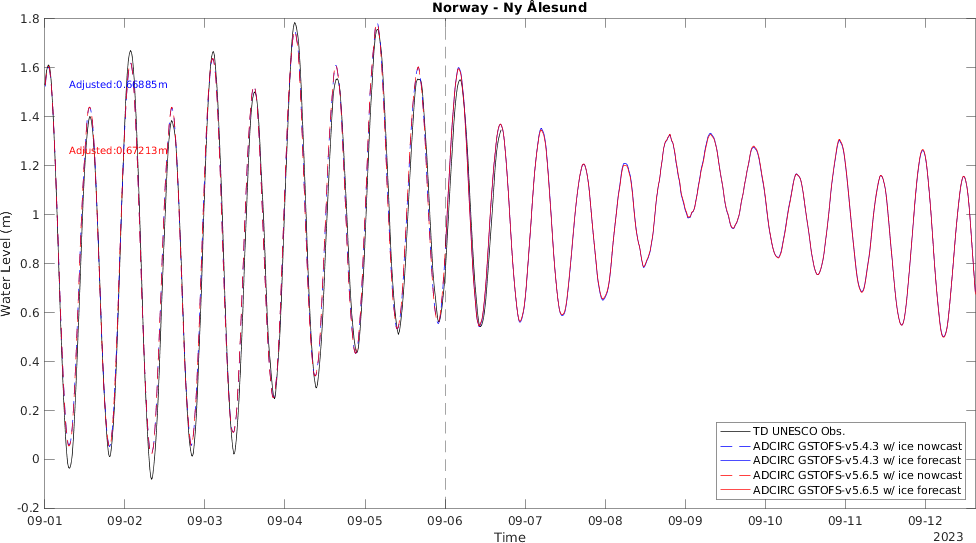 Norway - Ny Ålesund
Water Level (m)
1.8
1.6
1.4
1.2
1
0.8
0.6
0.4
0.2
0
-0.2
Adjusted:0.66885m
Adjusted:0.67213m
TD UNESCO Obs.
ADCIRC GSTOFS-v5.4.3 w/ ice nowcast
ADCIRC GSTOFS-v5.4.3 w/ ice forecast
ADCIRC GSTOFS-v5.6.5 w/ ice nowcast
ADCIRC GSTOFS-v5.6.5 w/ ice forecast
09-01 09-02 09-03 09-04 09-05 09-06 09-07 09-08 09-09 09-10 09-11 09-12
Time
2023